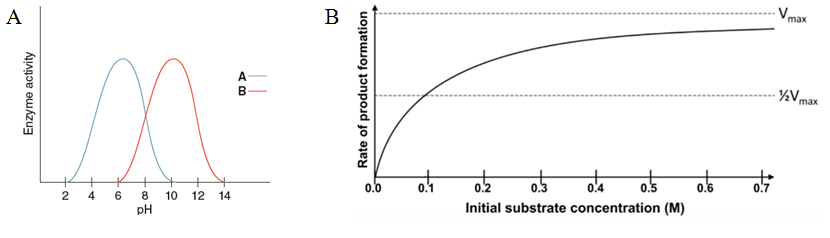 A
Enzyme activity
A
B
2 4 6 8 10 12 14
pH
B
Rate of product formation
Vmax
½Vmax
0.0 0.1 0.2 0.3 0.4 0.5 0.6 0.7
Initial substrate concentration (M)